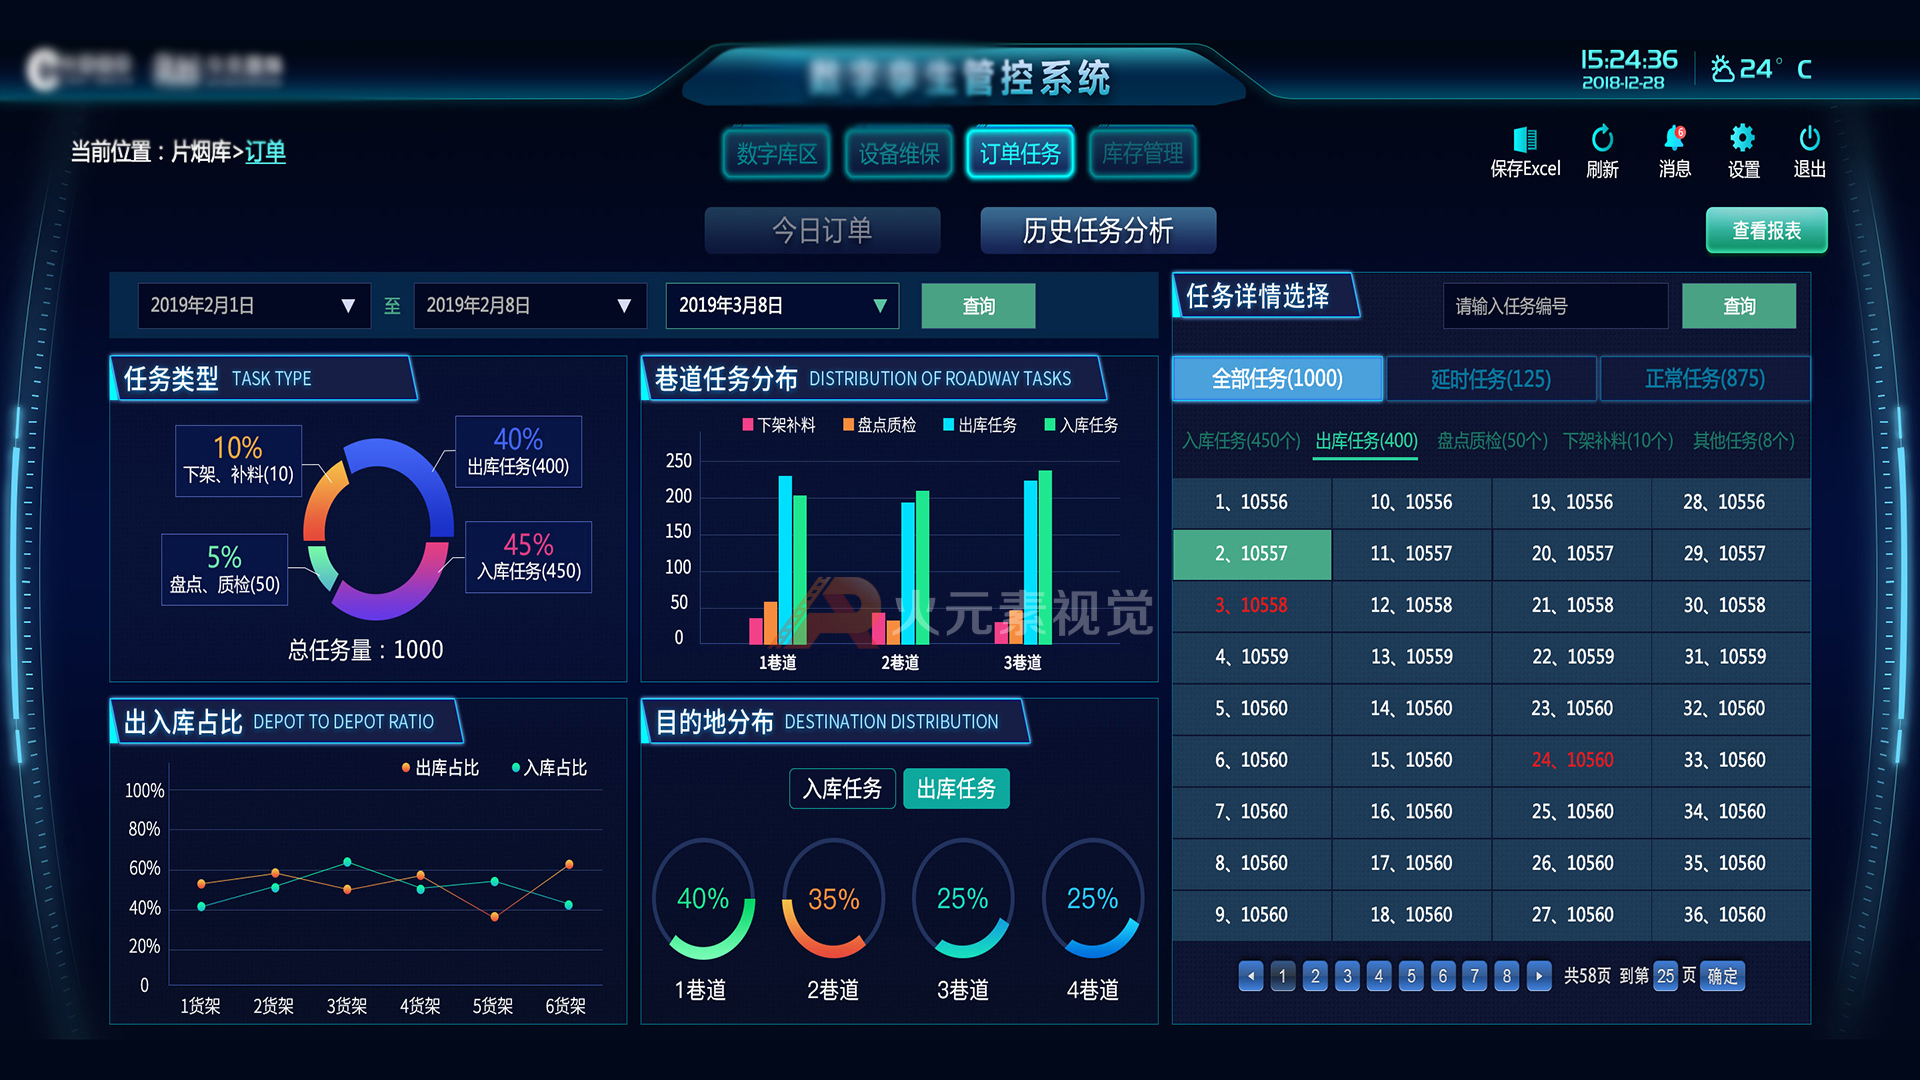 管控系统
15:24:36
2018-12-28
24° C
当前位置：片烟库>订单
数字库区
设备维保
订单任务
库存管理
保存Excel
刷新
6
消息
设置
退出
今日订单
历史任务分析
查看报表
2019年2月1日
至
2019年2月8日
2019年3月8日
查询
任务详情选择
请输入任务编号
查询
任务类型 TASK TYPE
10%
下架、补料(10)
40%
出库任务(400)
5%
盘点、质检(50)
45%
入库任务(450)
总任务量：1000
巷道任务分布 DISTRIBUTION OF ROADWAY TASKS
下架补料 盘点质检 出库任务 入库任务
250
200
150
100
50
0
1巷道 2巷道 3巷道
火元素视觉
全部任务(1000) 延时任务(125) 正常任务(875)
入库任务(450个) 出库任务(400) 盘点质检(50个) 下架补料(10个) 其他任务(8个)
1、10556 10、10556 19、10556 28、10556
2、10557 11、10557 20、10557 29、10557
3、10558 12、10558 21、10558 30、10558
4、10559 13、10559 22、10559 31、10559
5、10560 14、10560 23、10560 32、10560
6、10560 15、10560 24、10560 33、10560
7、10560 16、10560 25、10560 34、10560
8、10560 17、10560 26、10560 35、10560
9、10560 18、10560 27、10560 36、10560
1 2 3 4 5 6 7 8 共58页 到第 25 页 确定
出入库占比 DEPOT TO DEPOT RATIO
出库占比 入库占比
100%
80%
60%
40%
20%
0
1货架 2货架 3货架 4货架 5货架 6货架
目的地分布 DESTINATION DISTRIBUTION
入库任务 出库任务
40% 35% 25% 25%
1巷道 2巷道 3巷道 4巷道